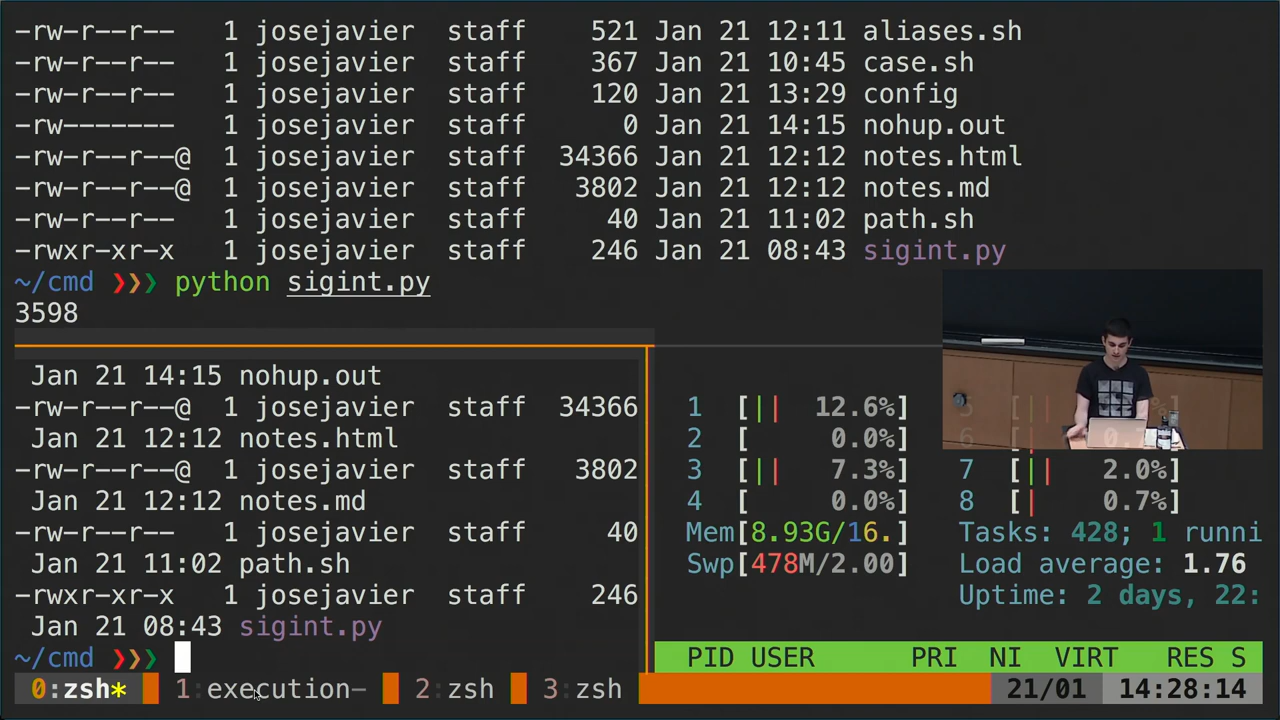 -rw-r--r-- 1 josejavier staff 521 Jan 21 12:11 aliases.sh
-rw-r--r-- 1 josejavier staff 367 Jan 21 10:45 case.sh
-rw-r--r-- 1 josejavier staff 120 Jan 21 13:29 config
-rw------- 1 josejavier staff 0 Jan 21 14:15 nohup.out
-rw-r--r--@ 1 josejavier staff 34366 Jan 21 12:12 notes.html
-rw-r--r--@ 1 josejavier staff 3802 Jan 21 12:12 notes.md
-rw-r--r-- 1 josejavier staff 40 Jan 21 11:02 path.sh
-rwxr-xr-x 1 josejavier staff 246 Jan 21 08:43 sigint.py
~/cmd ❯❯❯ python sigint.py
3598
Jan 21 14:15 nohup.out
-rw-r--r--@ 1 josejavier staff 34366
Jan 21 12:12 notes.html
-rw-r--r--@ 1 josejavier staff 3802
Jan 21 12:12 notes.md
-rw-r--r-- 1 josejavier staff 40
Jan 21 11:02 path.sh
-rwxr-xr-x 1 josejavier staff 246
Jan 21 08:43 sigint.py
~/cmd ❯❯❯
1 [|| 12.6%]
2 [ 0.0%]
3 [|| 7.3%]
4 [ 0.0%]
Mem[8.93G/16.]
Swp[478M/2.00]
7 [|| 2.0%]
8 [| 0.7%]
Tasks: 428; 1 runni
Load average: 1.76
Uptime: 2 days, 22:
PID USER PRI NI VIRT RES S
0:zsh* 1:execution- 2:zsh 3:zsh 21/01 14:28:14